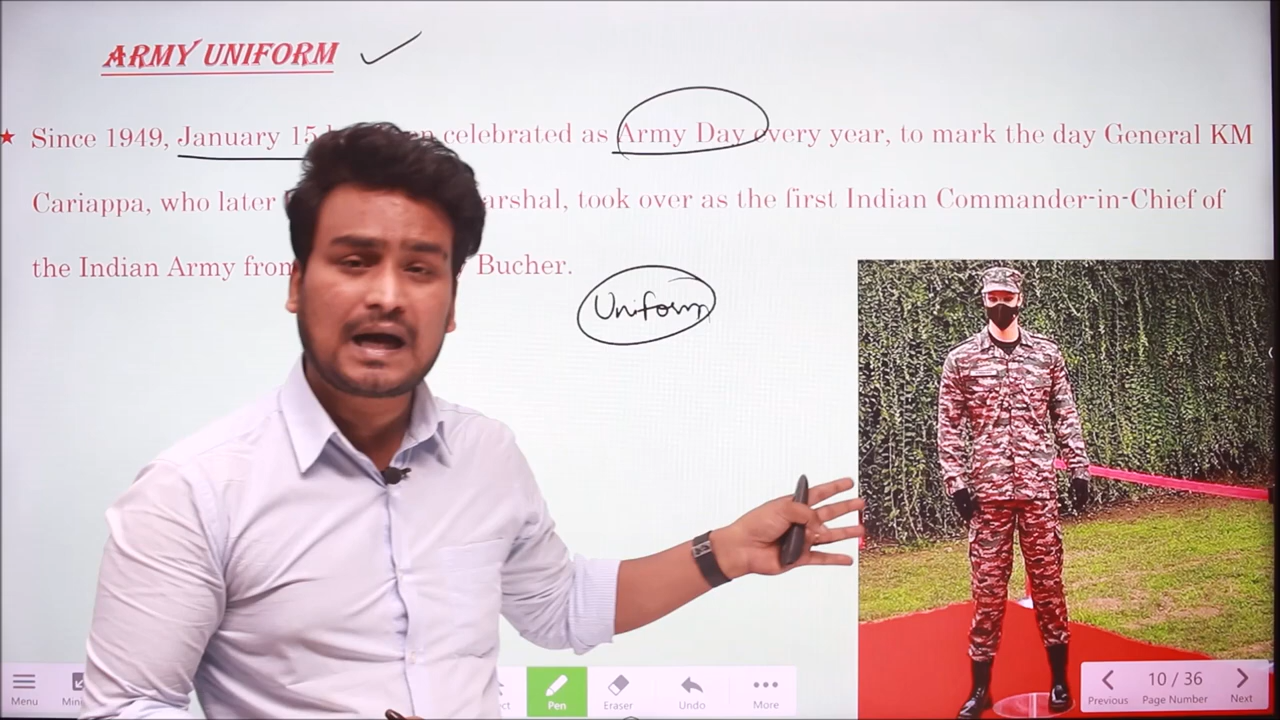 ARMY UNIFORM
★ Since 1949, January 15 celebrated as Army Day every year, to mark the day General KM
Cariappa, who later arshal, took over as the first Indian Commander-in-Chief of
the Indian Army Bucher.
Uniform
Menu
Pen
Eraser
Undo
More
Previous
10 / 36
Page Number
Next